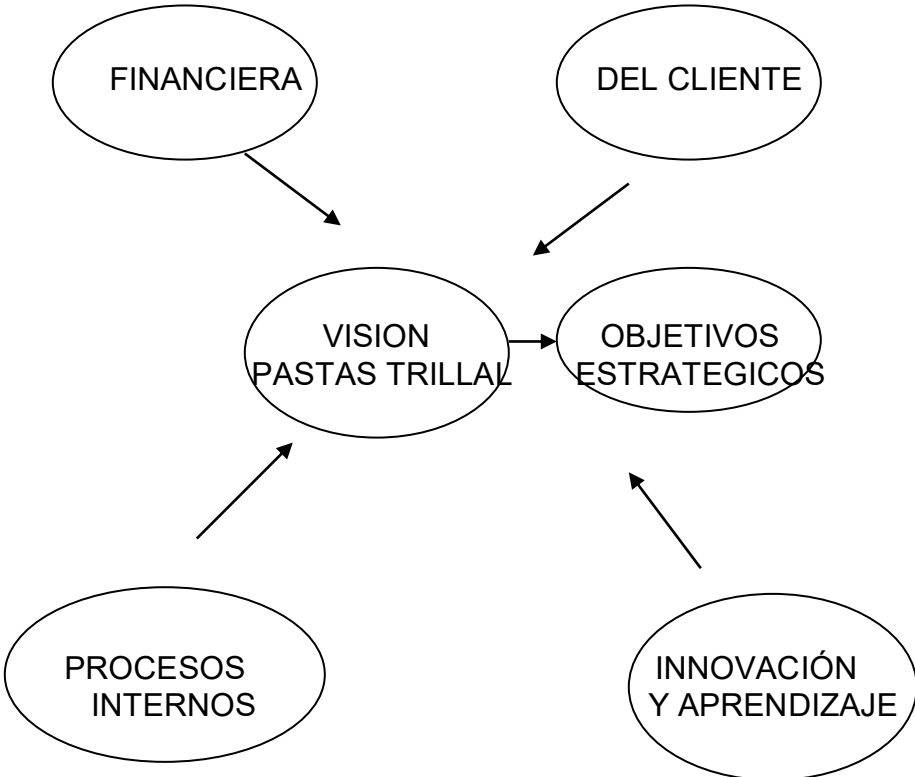 FINANCIERA
DEL CLIENTE
VISION
PASTAS TRILLAL
OBJETIVOS
ESTRATEGICOS
PROCESOS
INTERNOS
INNOVACIÓN
Y APRENDIZAJE